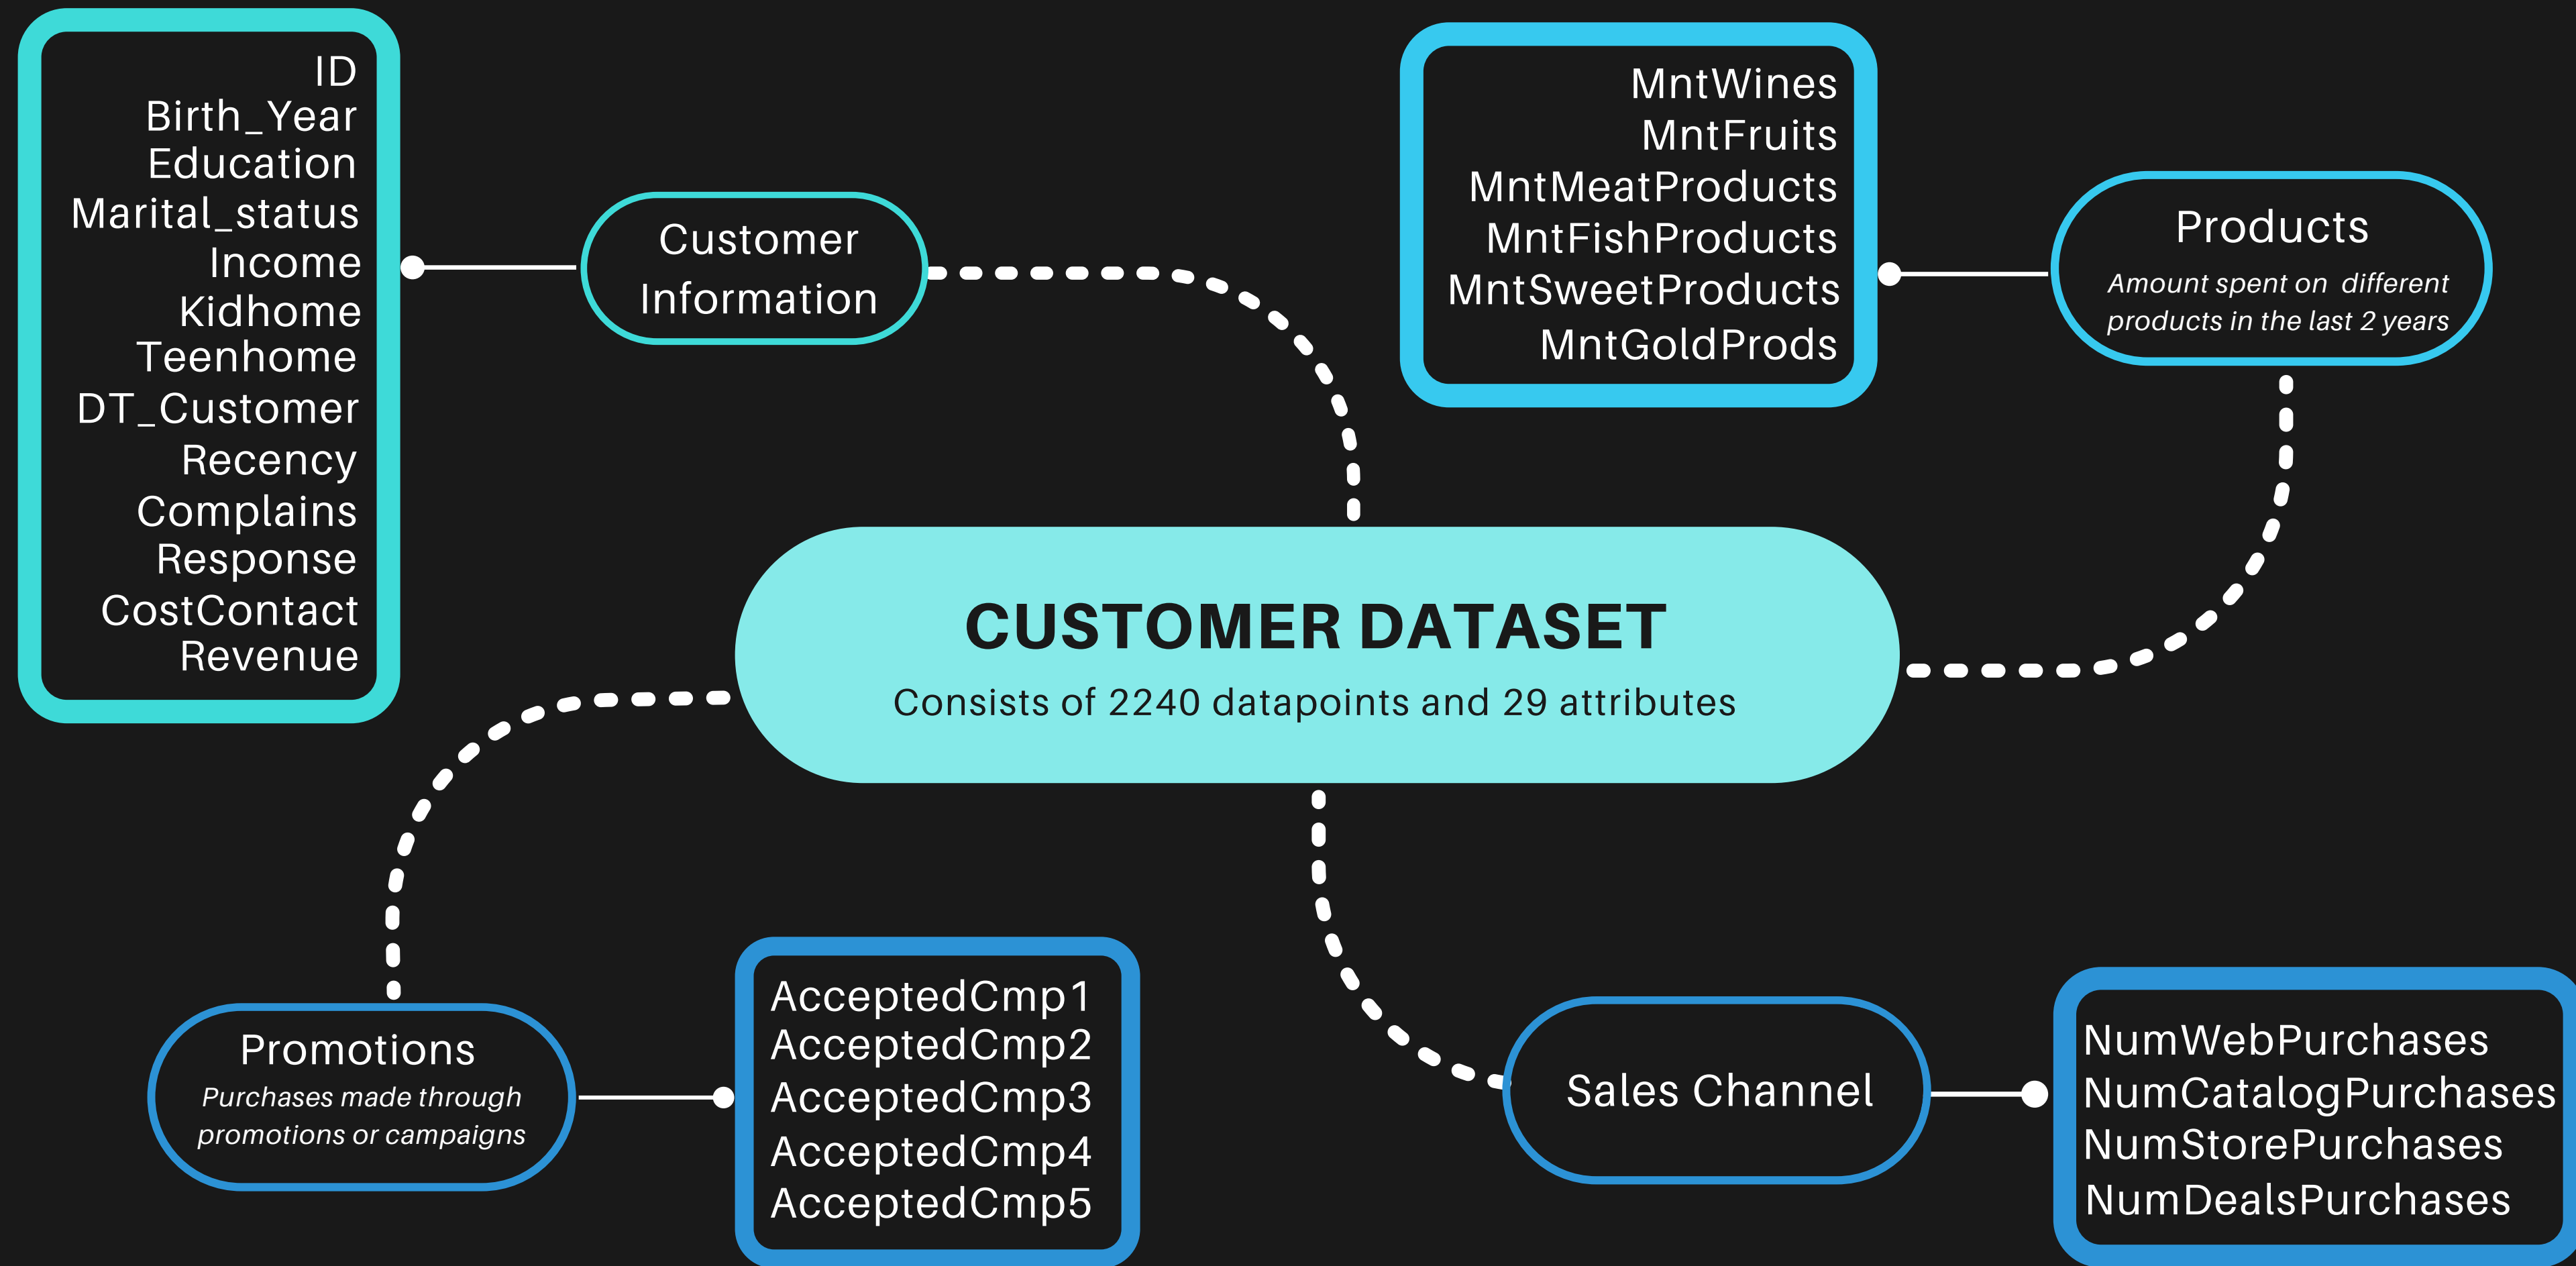 ID
Birth_Year
Education
Marital_status
Income
Kidhome
Teenhome
DT_Customer
Recency
Complains
Response
CostContact
Revenue
Customer
Information
MntWines
MntFruits
MntMeatProducts
MntFishProducts
MntSweetProducts
MntGoldProds
Products
Amount spent on different
products in the last 2 years
CUSTOMER DATASET
Consists of 2240 datapoints and 29 attributes
Promotions
Purchases made through
promotions or campaigns
AcceptedCmp1
AcceptedCmp2
AcceptedCmp3
AcceptedCmp4
AcceptedCmp5
Sales Channel
NumWebPurchases
NumCatalogPurchases
NumStorePurchases
NumDealsPurchases